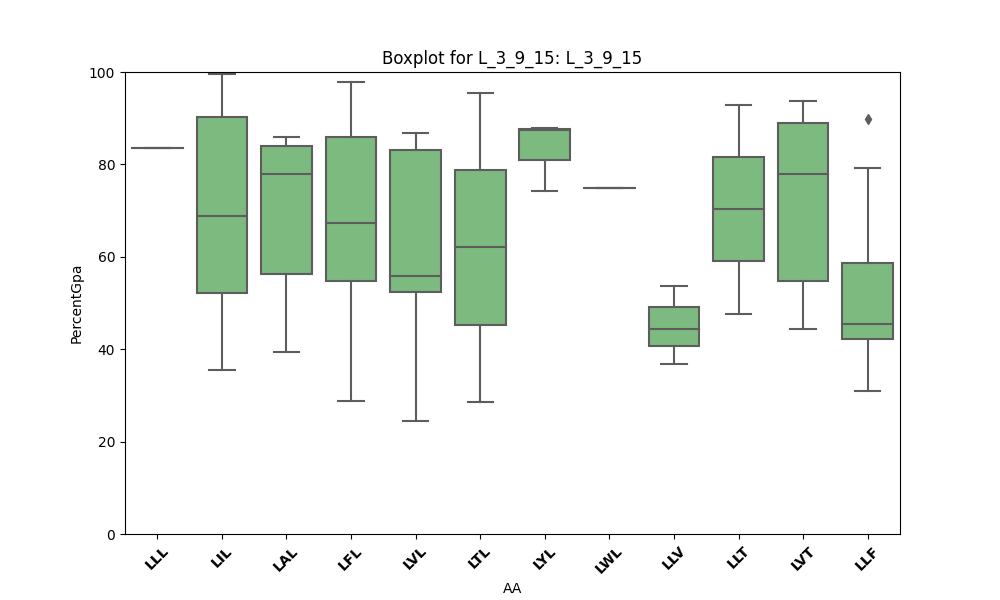 Boxplot for L_3_9_15: L_3_9_15
PercentGpa
100
80
60
40
20
0
LLL LIL LAL LFL LVL LTL LYL LWL LLV LLT LVT LLF
AA